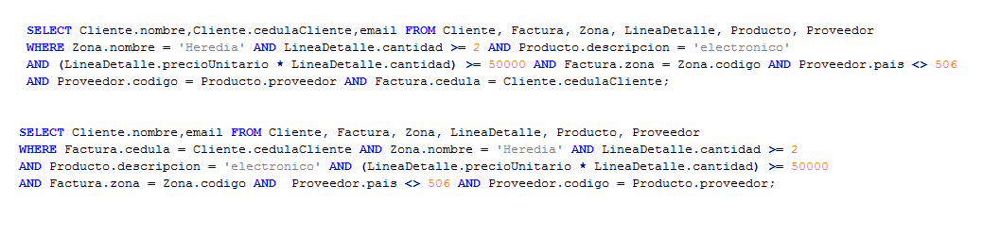 SELECT Cliente.nombre,Cliente.cedulaCliente,email FROM Cliente, Factura, Zona, LineaDetalle, Producto, Proveedor
WHERE Zona.nombre = 'Heredia' AND LineaDetalle.cantidad >= 2 AND Producto.descripcion = 'electronico'
AND (LineaDetalle.precioUnitario * LineaDetalle.cantidad) >= 50000 AND Factura.zona = Zona.codigo AND Proveedor.pais <> 506
AND Proveedor.codigo = Producto.proveedor AND Factura.cedula = Cliente.cedulaCliente;
SELECT Cliente.nombre,email FROM Cliente, Factura, Zona, LineaDetalle, Producto, Proveedor
WHERE Factura.cedula = Cliente.cedulaCliente AND Zona.nombre = 'Heredia' AND LineaDetalle.cantidad >= 2
AND Producto.descripcion = 'electronico' AND (LineaDetalle.precioUnitario * LineaDetalle.cantidad) >= 50000
AND Factura.zona = Zona.codigo AND  Proveedor.pais <> 506 AND Proveedor.codigo = Producto.proveedor;